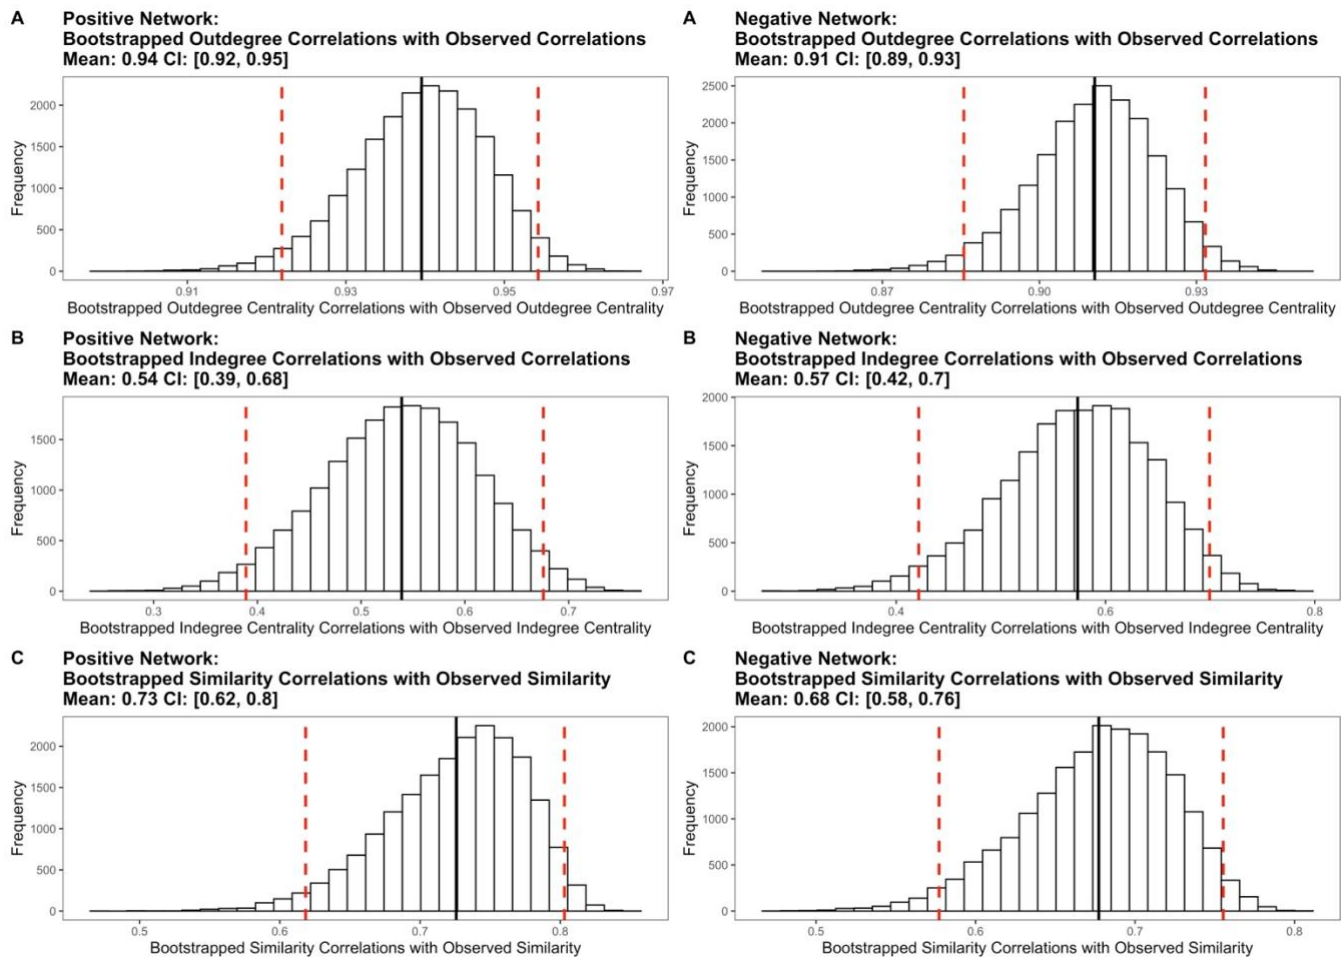 A
Positive Network:
Bootstrapped Outdegree Correlations with Observed Correlations
Mean: 0.94 CI: [0.92, 0.95]
Frequency
2000
1500
1000
500
0
0.91 0.93 0.95 0.97
Bootstrapped Outdegree Centrality Correlations with Observed Outdegree Centrality
A
Negative Network:
Bootstrapped Outdegree Correlations with Observed Correlations
Mean: 0.91 CI: [0.89, 0.93]
Frequency
2500
2000
1500
1000
500
0
0.87 0.90 0.93
Bootstrapped Outdegree Centrality Correlations with Observed Outdegree Centrality
B
Positive Network:
Bootstrapped Indegree Correlations with Observed Correlations
Mean: 0.54 CI: [0.39, 0.68]
Frequency
1500
1000
500
0
0.3 0.4 0.5 0.6 0.7
Bootstrapped Indegree Centrality Correlations with Observed Indegree Centrality
B
Negative Network:
Bootstrapped Indegree Correlations with Observed Correlations
Mean: 0.57 CI: [0.42, 0.7]
Frequency
2000
1500
1000
500
0
0.4 0.6 0.8
Bootstrapped Indegree Centrality Correlations with Observed Indegree Centrality
C
Positive Network:
Bootstrapped Similarity Correlations with Observed Similarity
Mean: 0.73 CI: [0.62, 0.8]
Frequency
2000
1500
1000
500
0
0.5 0.6 0.7 0.8
Bootstrapped Similarity Correlations with Observed Similarity
C
Negative Network:
Bootstrapped Similarity Correlations with Observed Similarity
Mean: 0.68 CI: [0.58, 0.76]
Frequency
2000
1500
1000
500
0
0.5 0.6 0.7 0.8
Bootstrapped Similarity Correlations with Observed Similarity